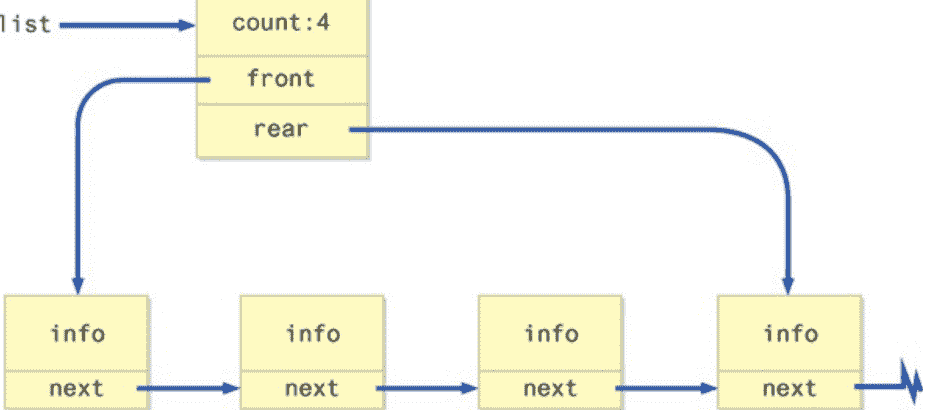 list
count:4
front
rear
info info info info
next next next next